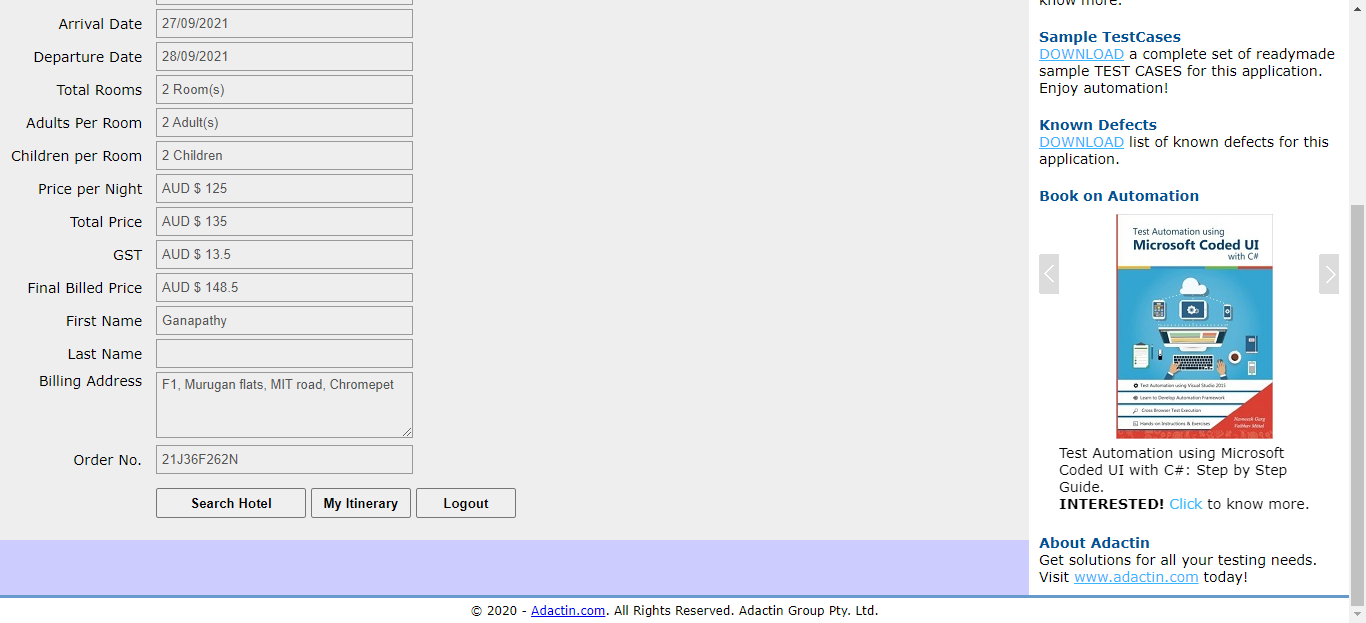 Arrival Date 27/09/2021
Departure Date 28/09/2021
Total Rooms 2 Room(s)
Adults Per Room 2 Adult(s)
Children per Room 2 Children
Price per Night AUD $ 125
Total Price AUD $ 135
GST AUD $ 13.5
Final Billed Price AUD $ 148.5
First Name Ganapathy
Last Name
Billing Address F1, Murugan flats, MIT road, Chromepet
Order No. 21J36F262N
Search Hotel My Itinerary Logout
know more.
Sample TestCases
DOWNLOAD a complete set of readymade
sample TEST CASES for this application.
Enjoy automation!
Known Defects
DOWNLOAD list of known defects for this
application.
Book on Automation
Test Automation using
Microsoft Coded UI
with C#
Test Automation using Visual Studio 2015
Learn to Develop Automation Framework
Cross Browser Test Execution
Hands-on Instructions & Exercises
Navneesh Garg
Vaibhav Mittal
Test Automation using Microsoft
Coded UI with C#: Step by Step
Guide.
INTERESTED! Click to know more.
About Adactin
Get solutions for all your testing needs.
Visit www.adactin.com today!
© 2020 - Adactin.com. All Rights Reserved. Adactin Group Pty. Ltd.